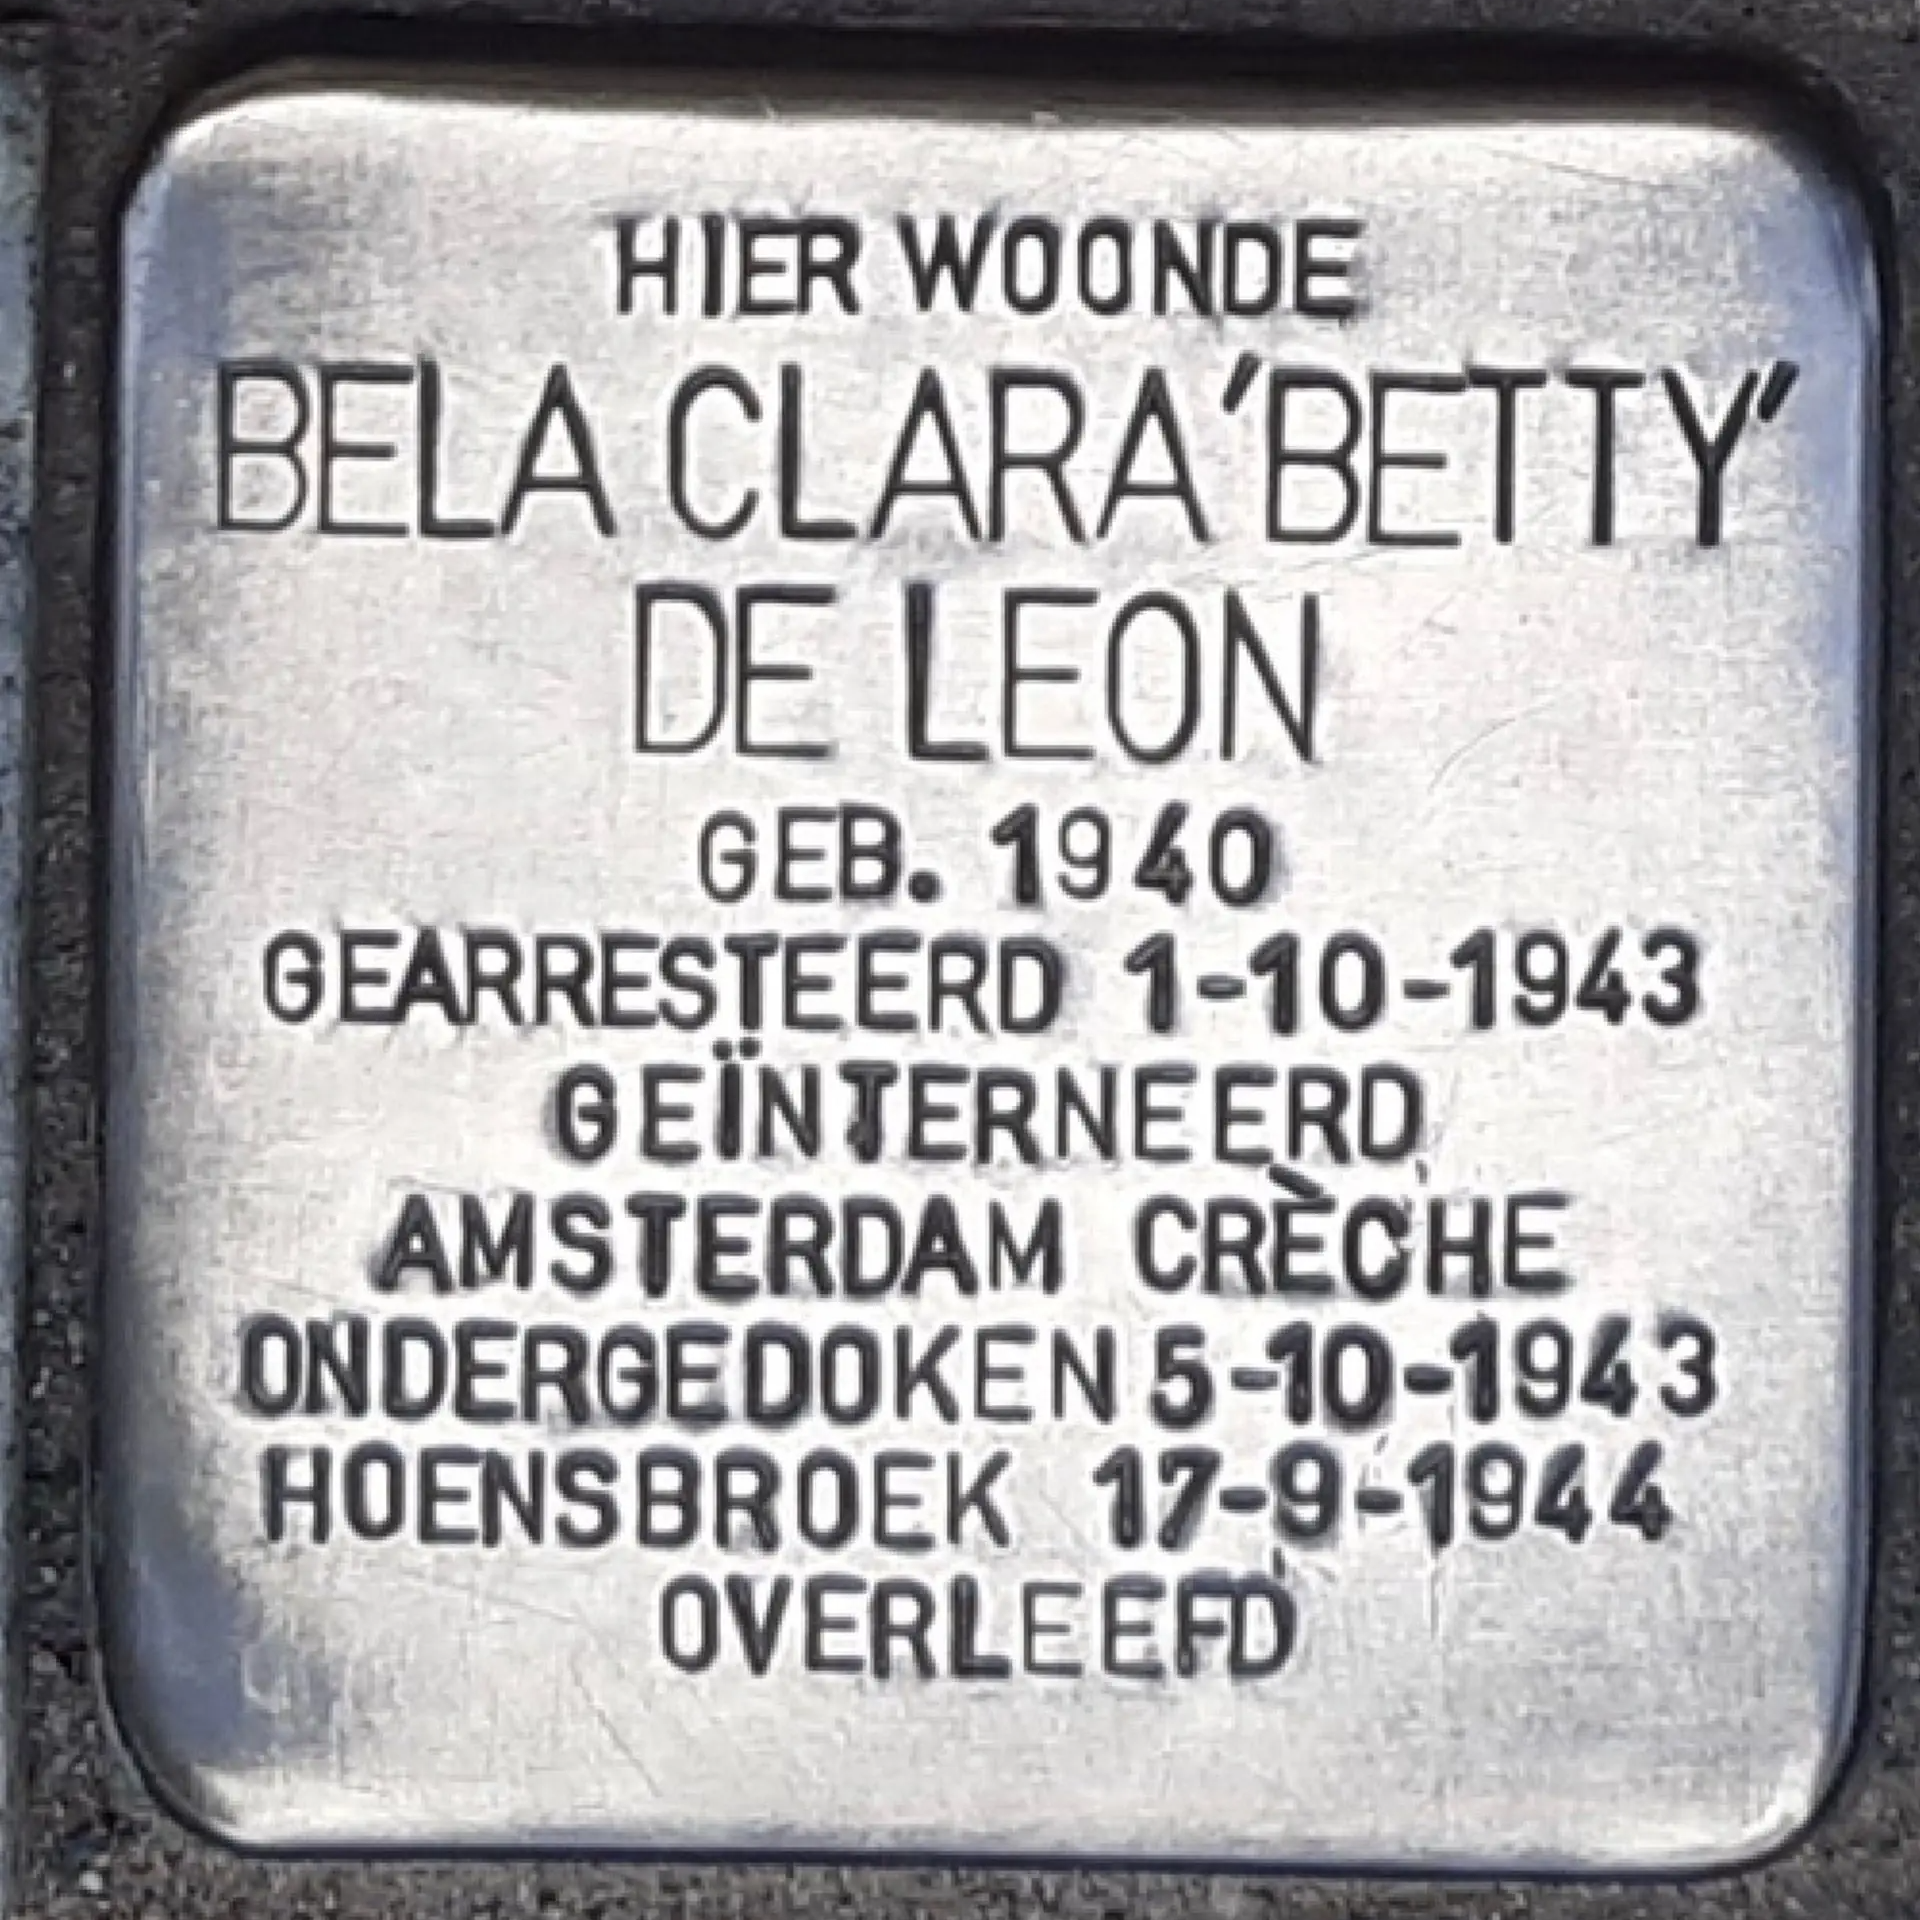 HIER WOONDE
BELA CLARA 'BETTY'
DE LEON
GEB. 1940
GEARRESTEERD 1-10-1943
GEÏNTERNEERD
AMSTERDAM CRÈCHE
ONDERGEDOKEN 5-10-1943
HOENSBROEK 17-9-1944
OVERLEEFD